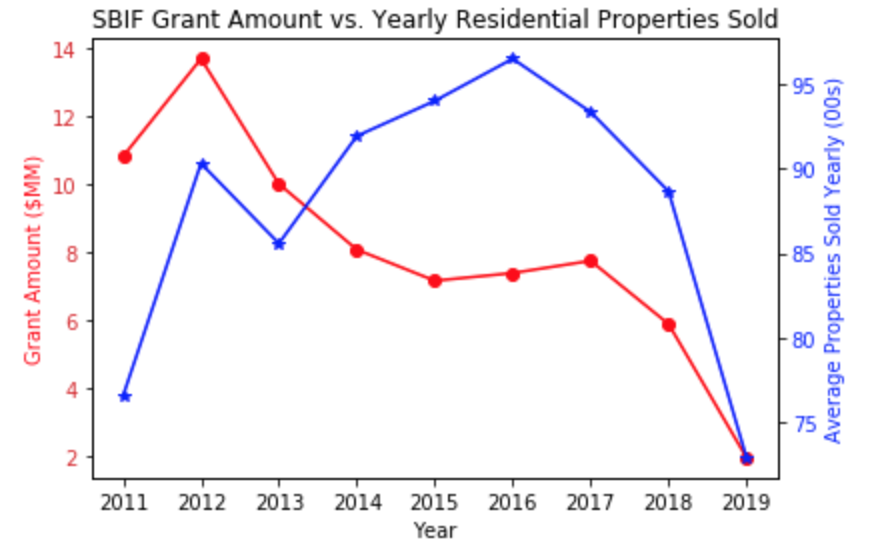 SBIF Grant Amount vs. Yearly Residential Properties Sold
Grant Amount ($MM)
14
12
10
8
6
4
2
95
90
85
80
75
Average Properties Sold Yearly (00s)
2011 2012 2013 2014 2015 2016 2017 2018 2019
Year